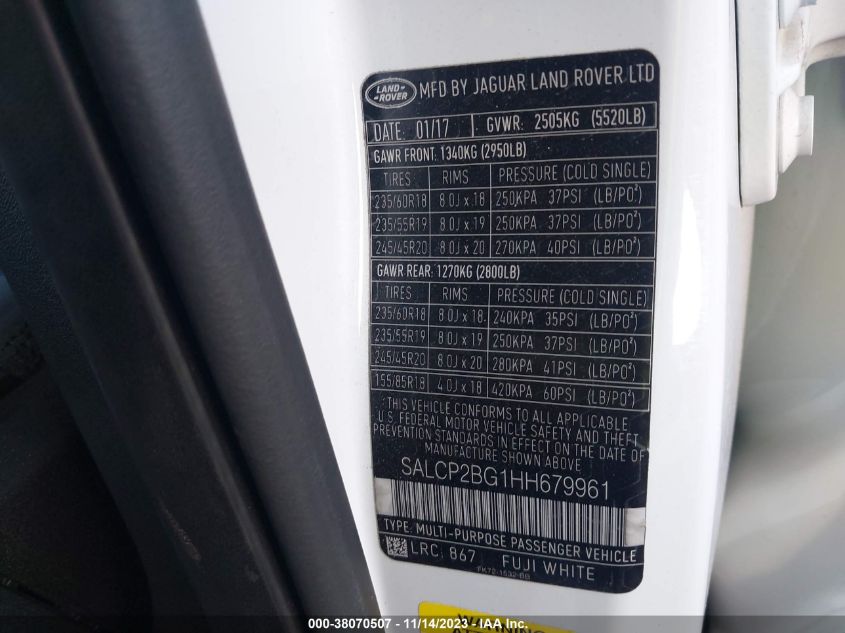 LAND ROVER MFD BY JAGUAR LAND ROVER LTD
DATE: 01/17 GVWR: 2505KG (5520LB)
GAWR FRONT: 1340KG (2950LB)
TIRES RIMS PRESSURE (COLD SINGLE)
235/60R18 8.0J x 18 250KPA 37PSI (LB/PO²)
235/55R19 8.0J x 19 250KPA 37PSI (LB/PO²)
245/45R20 8.0J x 20 270KPA 40PSI (LB/PO²)
GAWR REAR: 1270KG (2800LB)
TIRES RIMS PRESSURE (COLD SINGLE)
235/60R18 8.0J x 18 240KPA 35PSI (LB/PO²)
235/55R19 8.0J x 19 250KPA 37PSI (LB/PO²)
245/45R20 8.0J x 20 280KPA 41PSI (LB/PO²)
155/85R18 4.0J x 18 420KPA 60PSI (LB/PO²)
THIS VEHICLE CONFORMS TO ALL APPLICABLE
U.S. FEDERAL MOTOR VEHICLE SAFETY AND THEFT
PREVENTION STANDARDS IN EFFECT ON THE DATE OF
MANUFACTURE SHOWN ABOVE.
SALCP2BG1HH679961
TYPE: MULTI-PURPOSE PASSENGER VEHICLE
LRC: 867 FUJI WHITE
FK72-1532-BB
WARNING
000-38070507 — 11/14/2023 — IAA Inc.